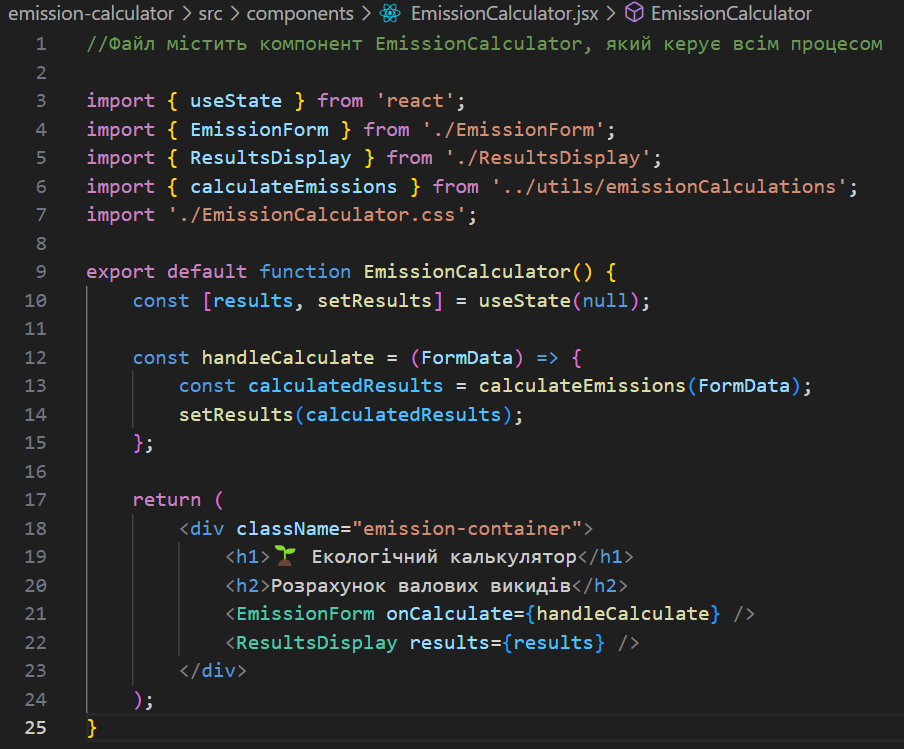 emission-calculator > src > components > EmissionCalculator.jsx > EmissionCalculator
1 //Файл містить компонент EmissionCalculator, який керує всім процесом
2
3 import { useState } from 'react';
4 import { EmissionForm } from './EmissionForm';
5 import { ResultsDisplay } from './ResultsDisplay';
6 import { calculateEmissions } from '../utils/emissionCalculations';
7 import './EmissionCalculator.css';
8
9 export default function EmissionCalculator() {
10     const [results, setResults] = useState(null);
11
12     const handleCalculate = (FormData) => {
13         const calculatedResults = calculateEmissions(FormData);
14         setResults(calculatedResults);
15     };
16
17     return (
18         <div className="emission-container">
19             <h1>🌱 Екологічний калькулятор</h1>
20             <h2>Розрахунок валових викидів</h2>
21             <EmissionForm onCalculate={handleCalculate} />
22             <ResultsDisplay results={results} />
23         </div>
24     );
25 }